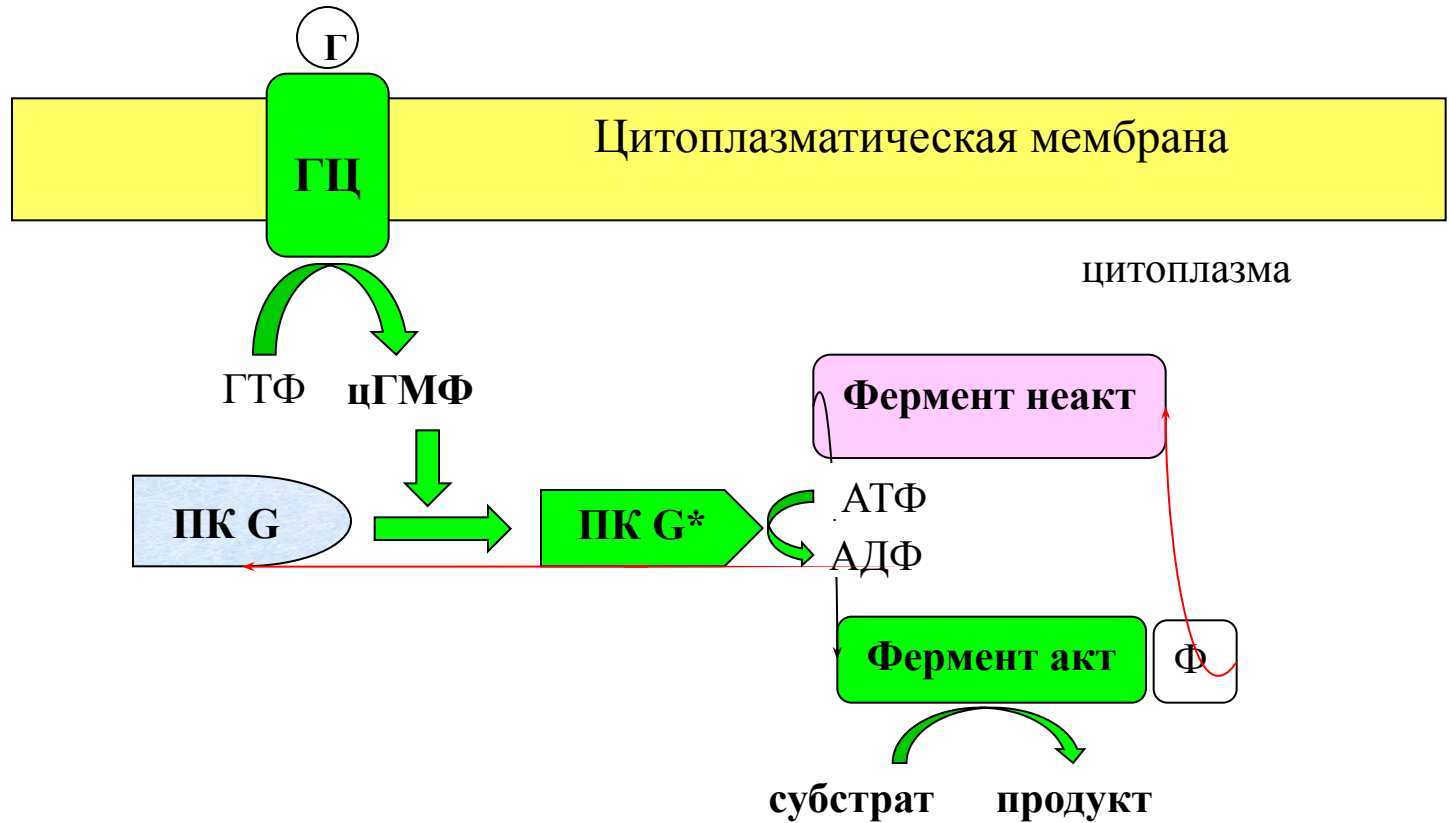 Г
Цитоплазматическая мембрана
ГЦ
цитоплазма
ГТФ цГМФ
Фермент неакт
ПК G
ПК G*
АТФ
АДФ
Фермент акт
Ф
субстрат продукт